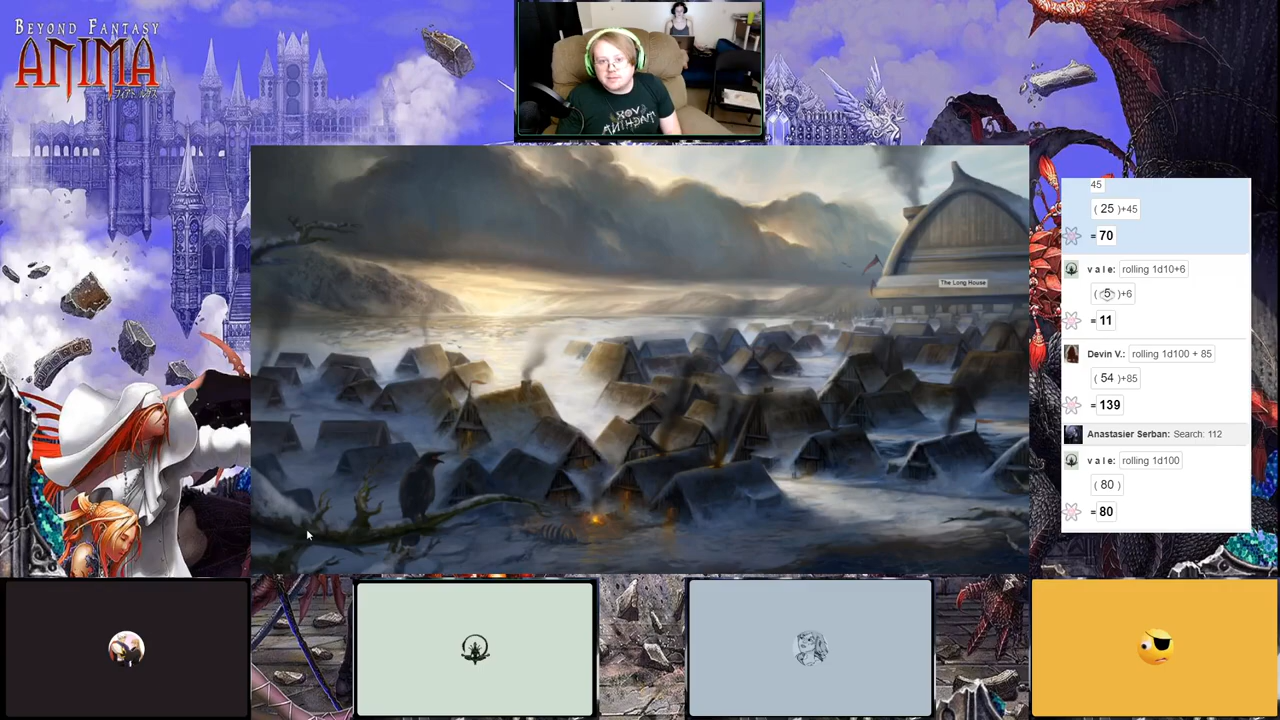 BEYOND FANTASY
ANIMA
The Long House
45
( 25 )+45
= 70
v a l e: rolling 1d10+6
( 5 )+6
= 11
Devin V.: rolling 1d100 + 85
( 54 )+85
= 139
Anastasier Serban: Search: 112
v a l e: rolling 1d100
( 80 )
= 80